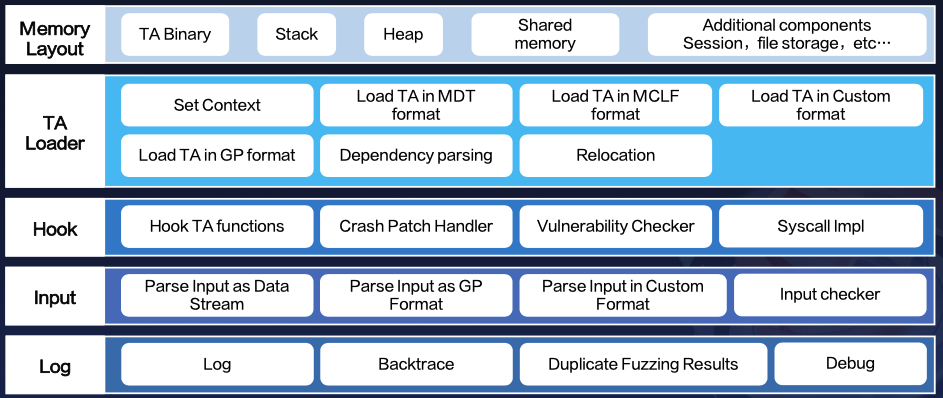 Memory
Layout
TA Binary
Stack
Heap
Shared
memory
Additional components
Session，file storage，etc…
TA
Loader
Set Context
Load TA in MDT
format
Load TA in MCLF
format
Load TA in Custom
format
Load TA in GP format
Dependency parsing
Relocation
Hook
Hook TA functions
Crash Patch Handler
Vulnerability Checker
Syscall Impl
Input
Parse Input as Data
Stream
Parse Input as GP
Format
Parse Input in Custom
Format
Input checker
Log
Log
Backtrace
Duplicate Fuzzing Results
Debug